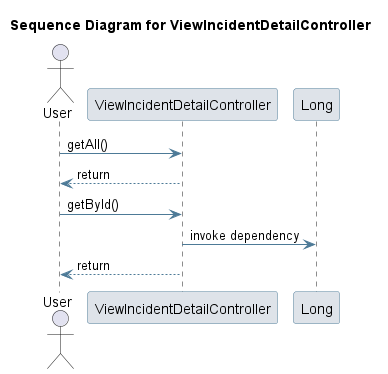 Sequence Diagram for ViewIncidentDetailController
User
ViewIncidentDetailController
Long
getAll()
return
getById()
invoke dependency
return
User
ViewIncidentDetailController
Long